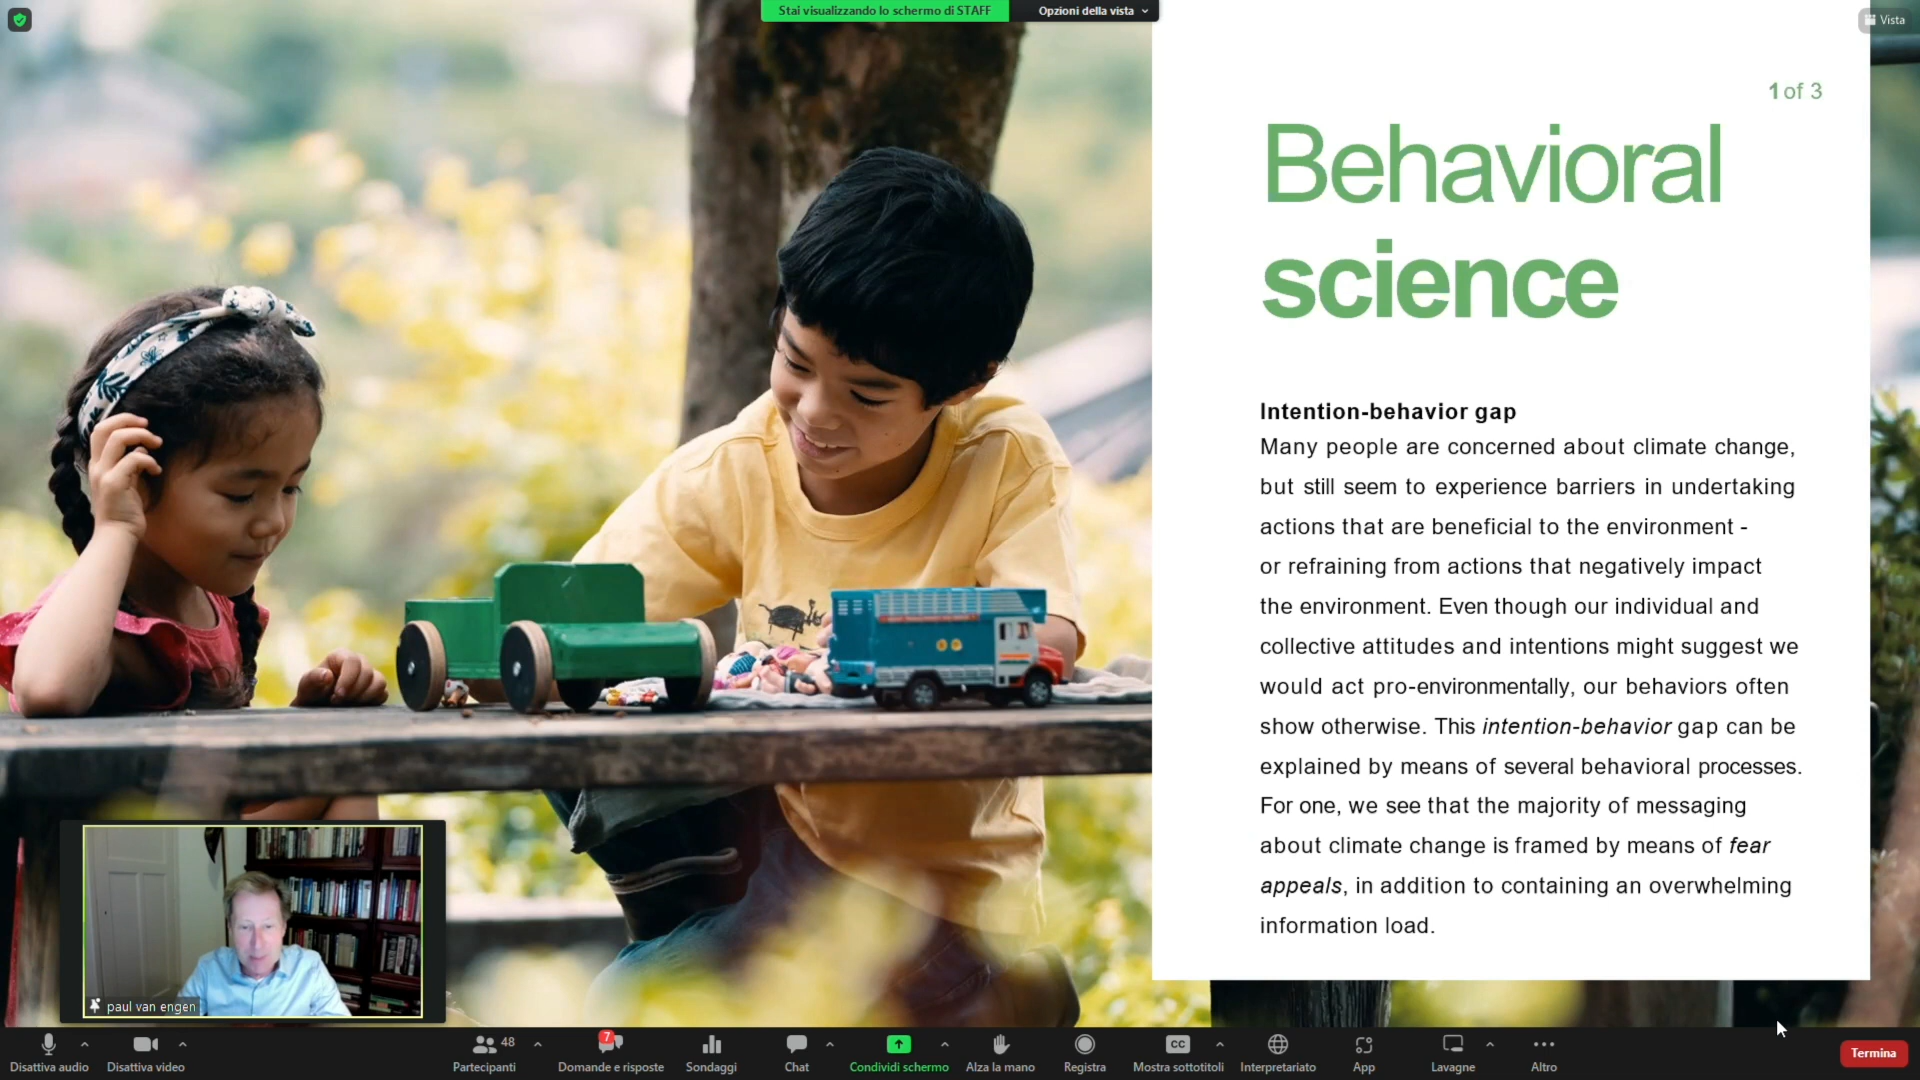 Stai visualizzando lo schermo di STAFF
Opzioni della vista
Vista
1 of 3
Behavioral
science
Intention-behavior gap
Many people are concerned about climate change,
but still seem to experience barriers in undertaking
actions that are beneficial to the environment -
or refraining from actions that negatively impact
the environment. Even though our individual and
collective attitudes and intentions might suggest we
would act pro-environmentally, our behaviors often
show otherwise. This intention-behavior gap can be
explained by means of several behavioral processes.
For one, we see that the majority of messaging
about climate change is framed by means of fear
appeals, in addition to containing an overwhelming
information load.
paul van engen
Disattiva audio
Disattiva video
48
Partecipanti
7
Domande e risposte
Sondaggi
Chat
Condividi schermo
Alza la mano
Registra
CC
Mostra sottotitoli
Interpretariato
App
Lavagne
Altro
Termina